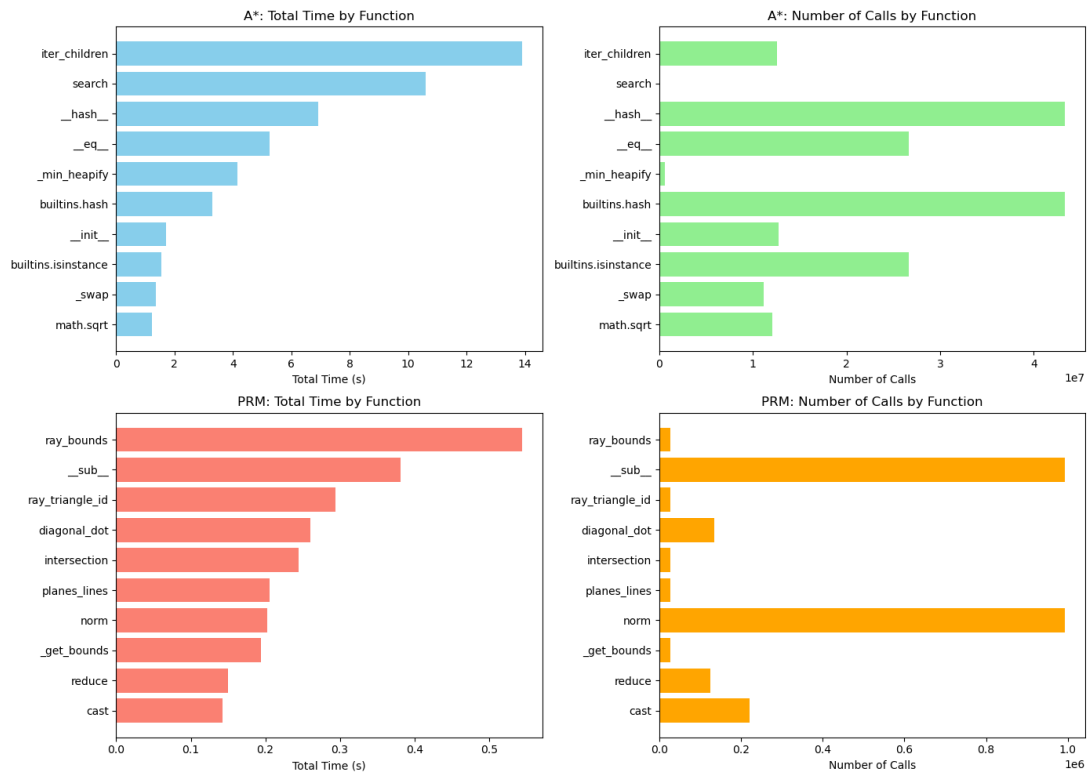 A*: Total Time by Function
iter_children
search
__hash__
__eq__
_min_heapify
builtins.hash
__init__
builtins.isinstance
_swap
math.sqrt
0 2 4 6 8 10 12 14
Total Time (s)
A*: Number of Calls by Function
iter_children
search
__hash__
__eq__
_min_heapify
builtins.hash
__init__
builtins.isinstance
_swap
math.sqrt
0 1 2 3 4
1e7
Number of Calls
PRM: Total Time by Function
ray_bounds
__sub__
ray_triangle_id
diagonal_dot
intersection
planes_lines
norm
_get_bounds
reduce
cast
0.0 0.1 0.2 0.3 0.4 0.5
Total Time (s)
PRM: Number of Calls by Function
ray_bounds
__sub__
ray_triangle_id
diagonal_dot
intersection
planes_lines
norm
_get_bounds
reduce
cast
0.0 0.2 0.4 0.6 0.8 1.0
1e6
Number of Calls